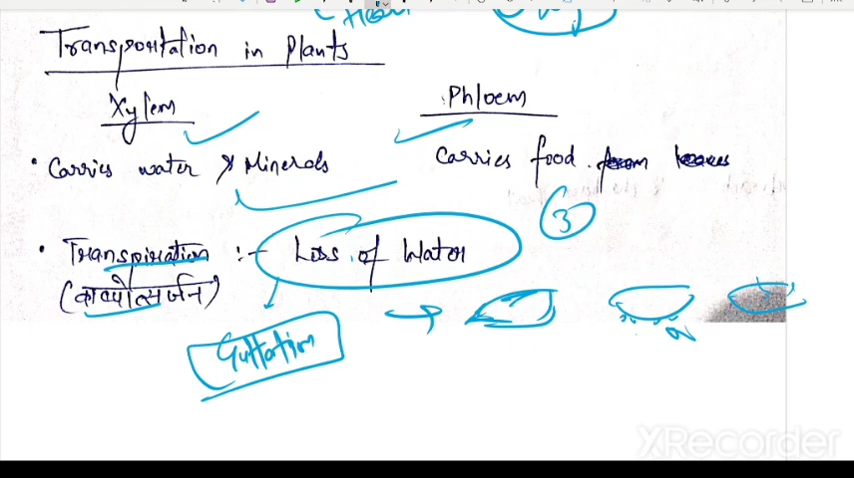 Transportation in Plants
Xylem
Phloem
• Carries water & Minerals
Carries food from leaves
③
• Transpiration :- Loss of Water
(वाष्पोत्सर्जन)
Guttation
XRecorder